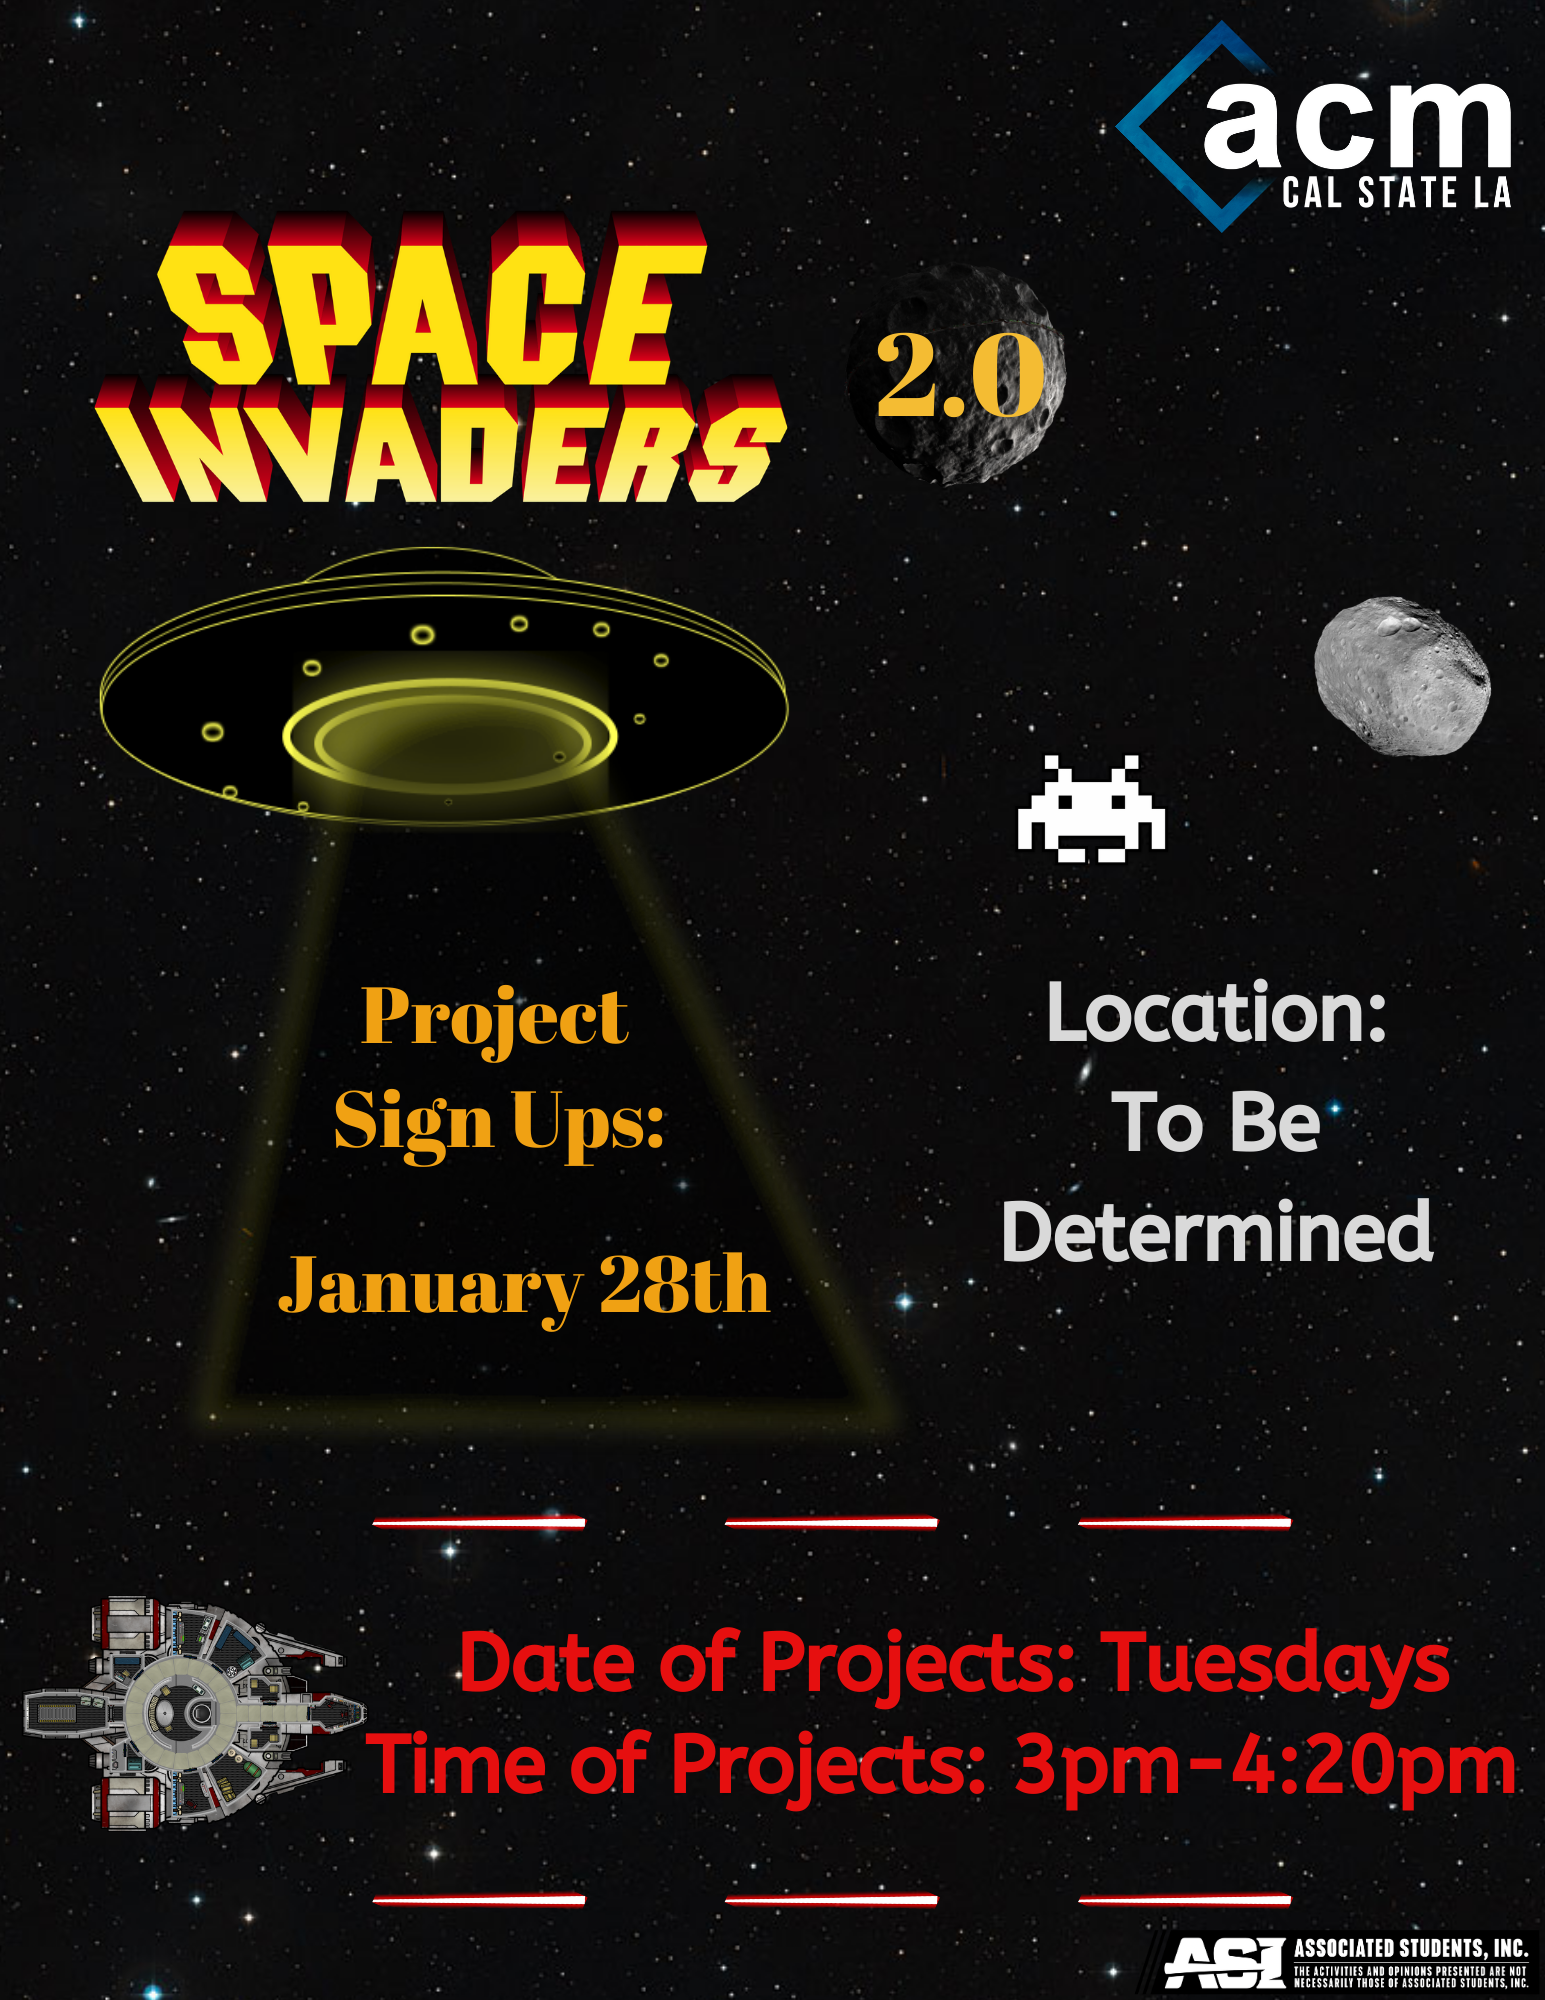 acm
CAL STATE LA
SPACE
INVADERS
2.0
Project
Sign Ups:
January 28th
Location:
To Be
Determined
Date of Projects: Tuesdays
Time of Projects: 3pm-4:20pm
ASI
ASSOCIATED STUDENTS, INC.
THE ACTIVITIES AND OPINIONS PRESENTED ARE NOT
NECESSARILY THOSE OF ASSOCIATED STUDENTS, INC.